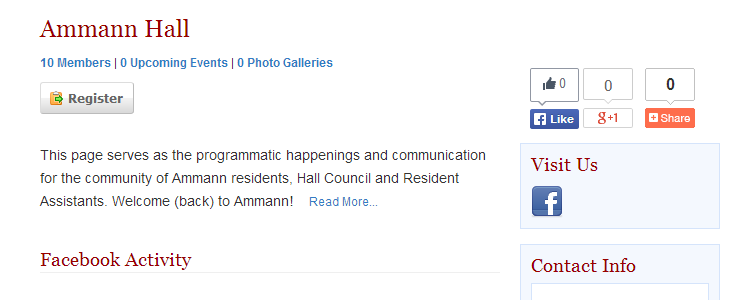 Ammann Hall
10 Members | 0 Upcoming Events | 0 Photo Galleries
Register
0
0
0
Like
g+1
Share
This page serves as the programmatic happenings and communication
for the community of Ammann residents, Hall Council and Resident
Assistants. Welcome (back) to Ammann! Read More...
Visit Us
Facebook Activity
Contact Info